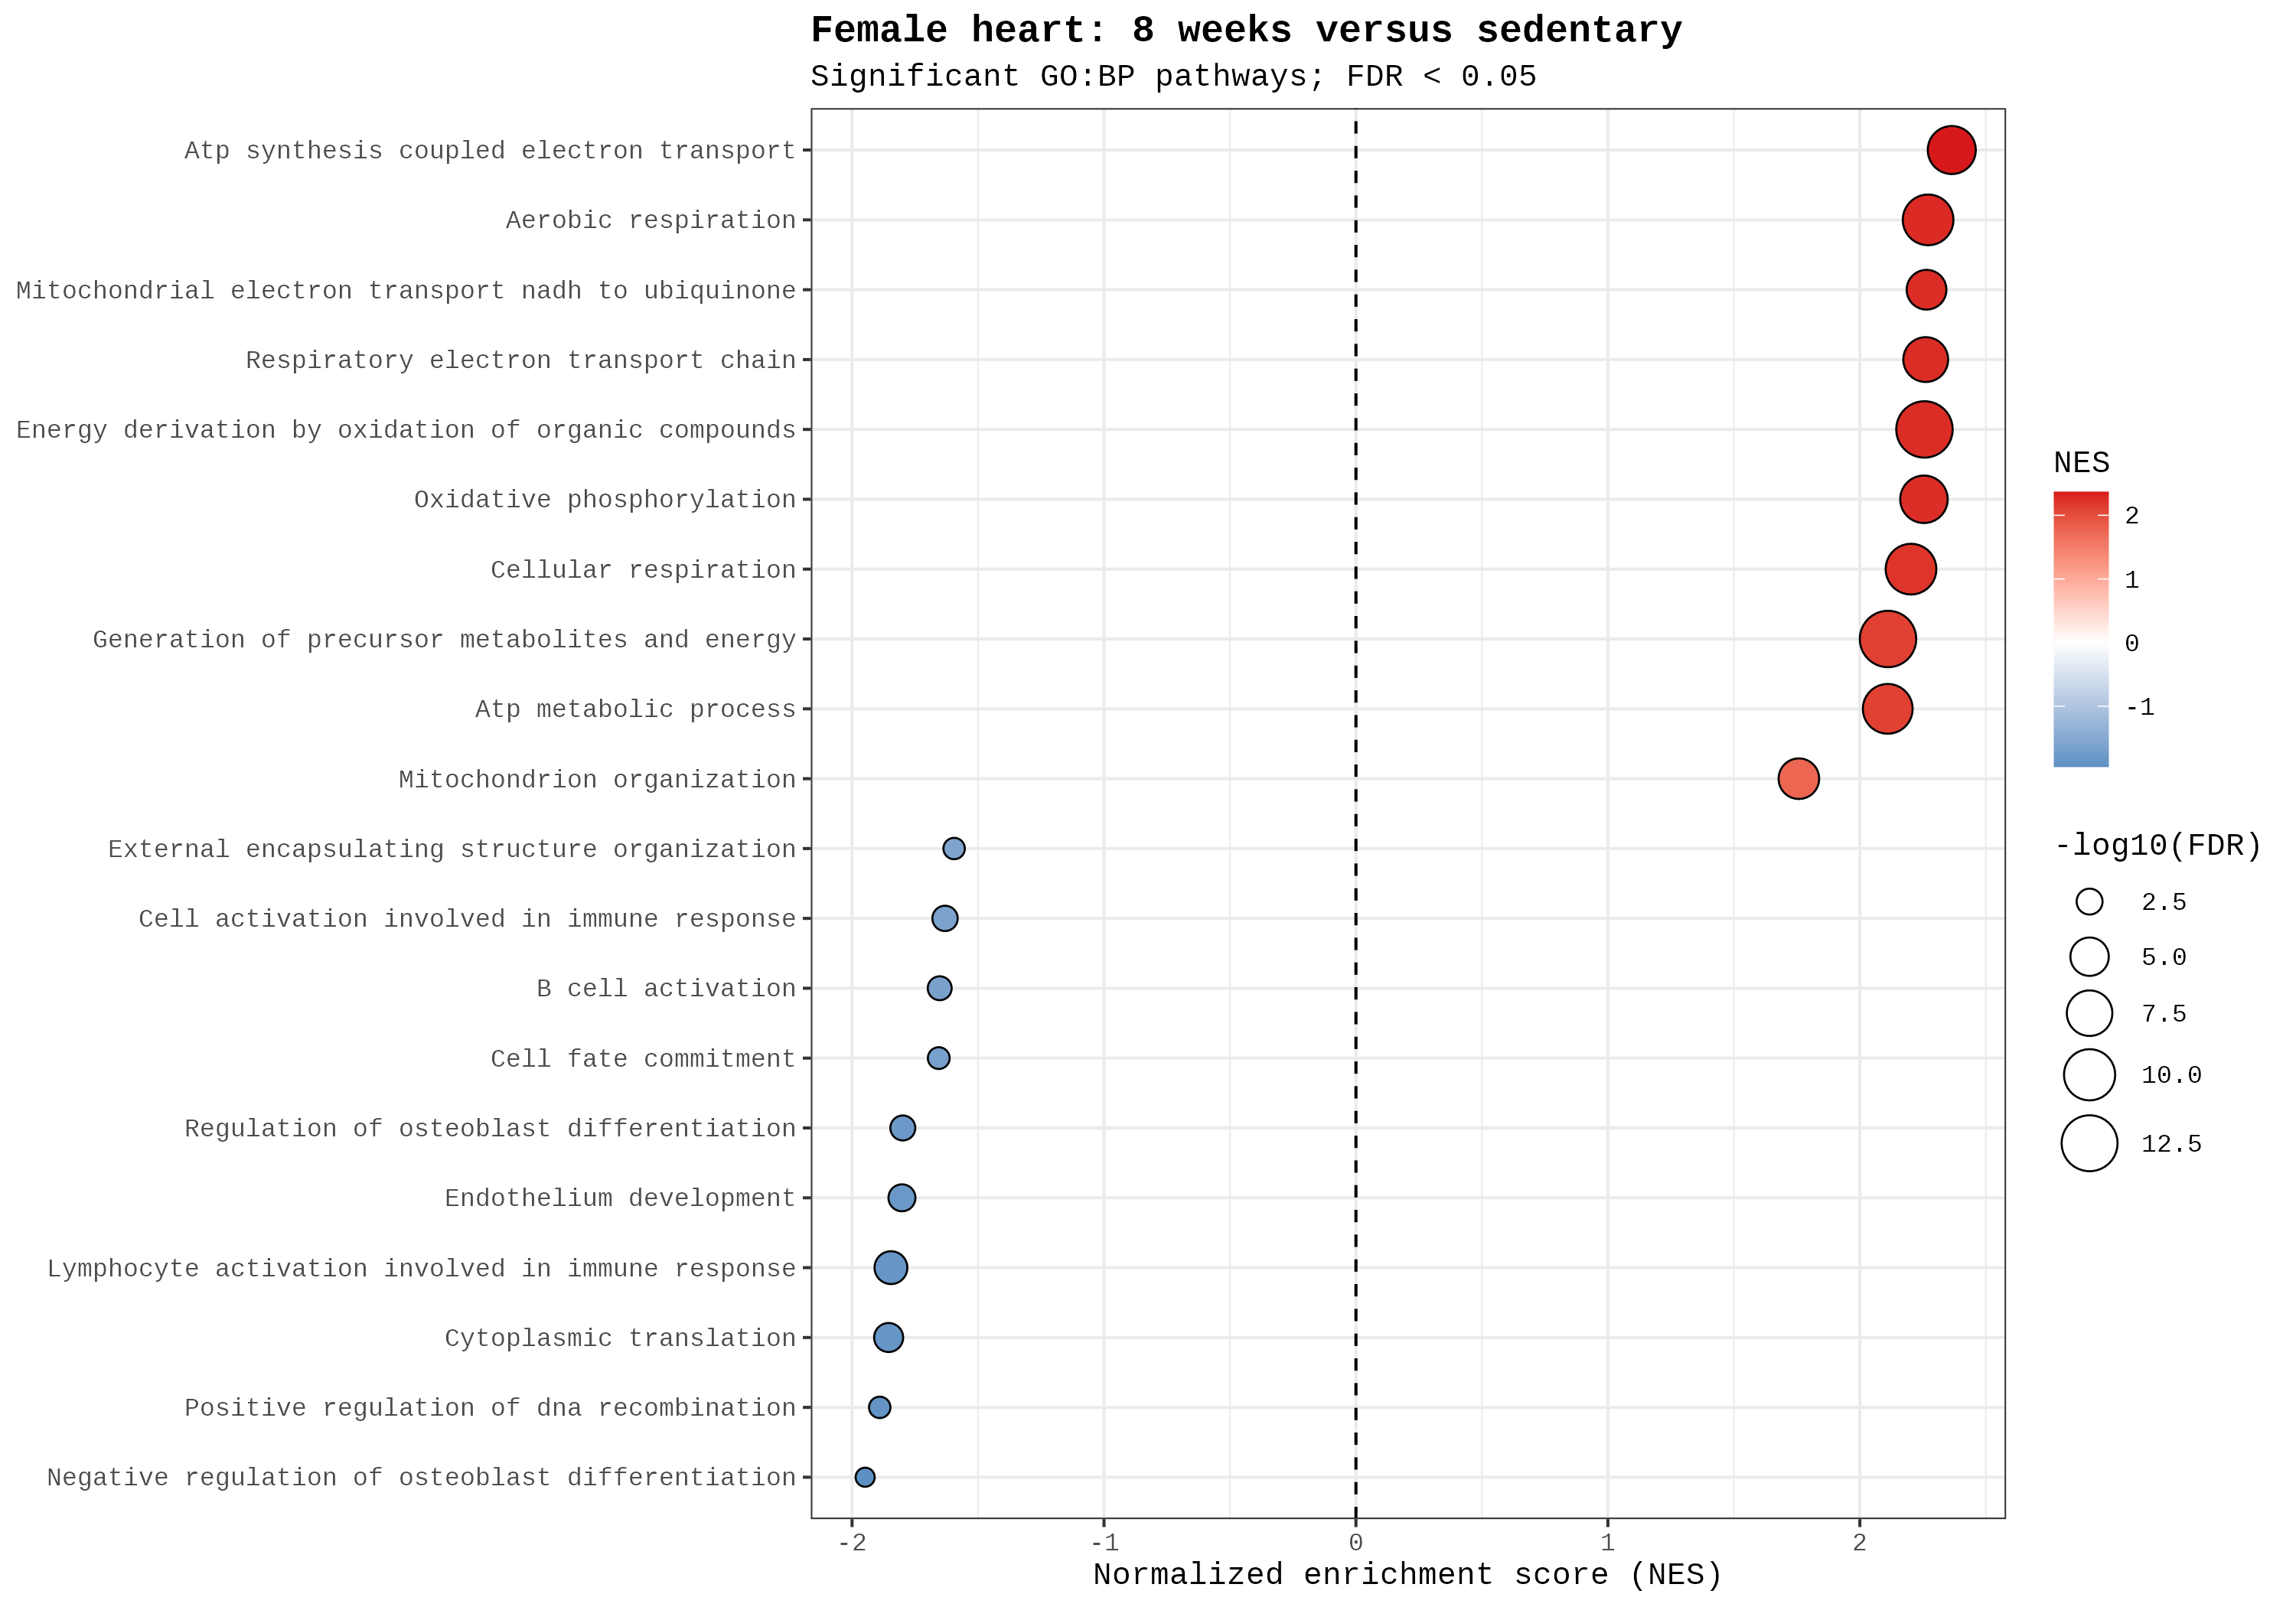 Female heart: 8 weeks versus sedentary
Significant GO:BP pathways; FDR < 0.05
Atp synthesis coupled electron transport
Aerobic respiration
Mitochondrial electron transport nadh to ubiquinone
Respiratory electron transport chain
Energy derivation by oxidation of organic compounds
Oxidative phosphorylation
Cellular respiration
Generation of precursor metabolites and energy
Atp metabolic process
Mitochondrion organization
External encapsulating structure organization
Cell activation involved in immune response
B cell activation
Cell fate commitment
Regulation of osteoblast differentiation
Endothelium development
Lymphocyte activation involved in immune response
Cytoplasmic translation
Positive regulation of dna recombination
Negative regulation of osteoblast differentiation
-2 -1 0 1 2
Normalized enrichment score (NES)
NES
2
1
0
-1
-log10(FDR)
2.5
5.0
7.5
10.0
12.5